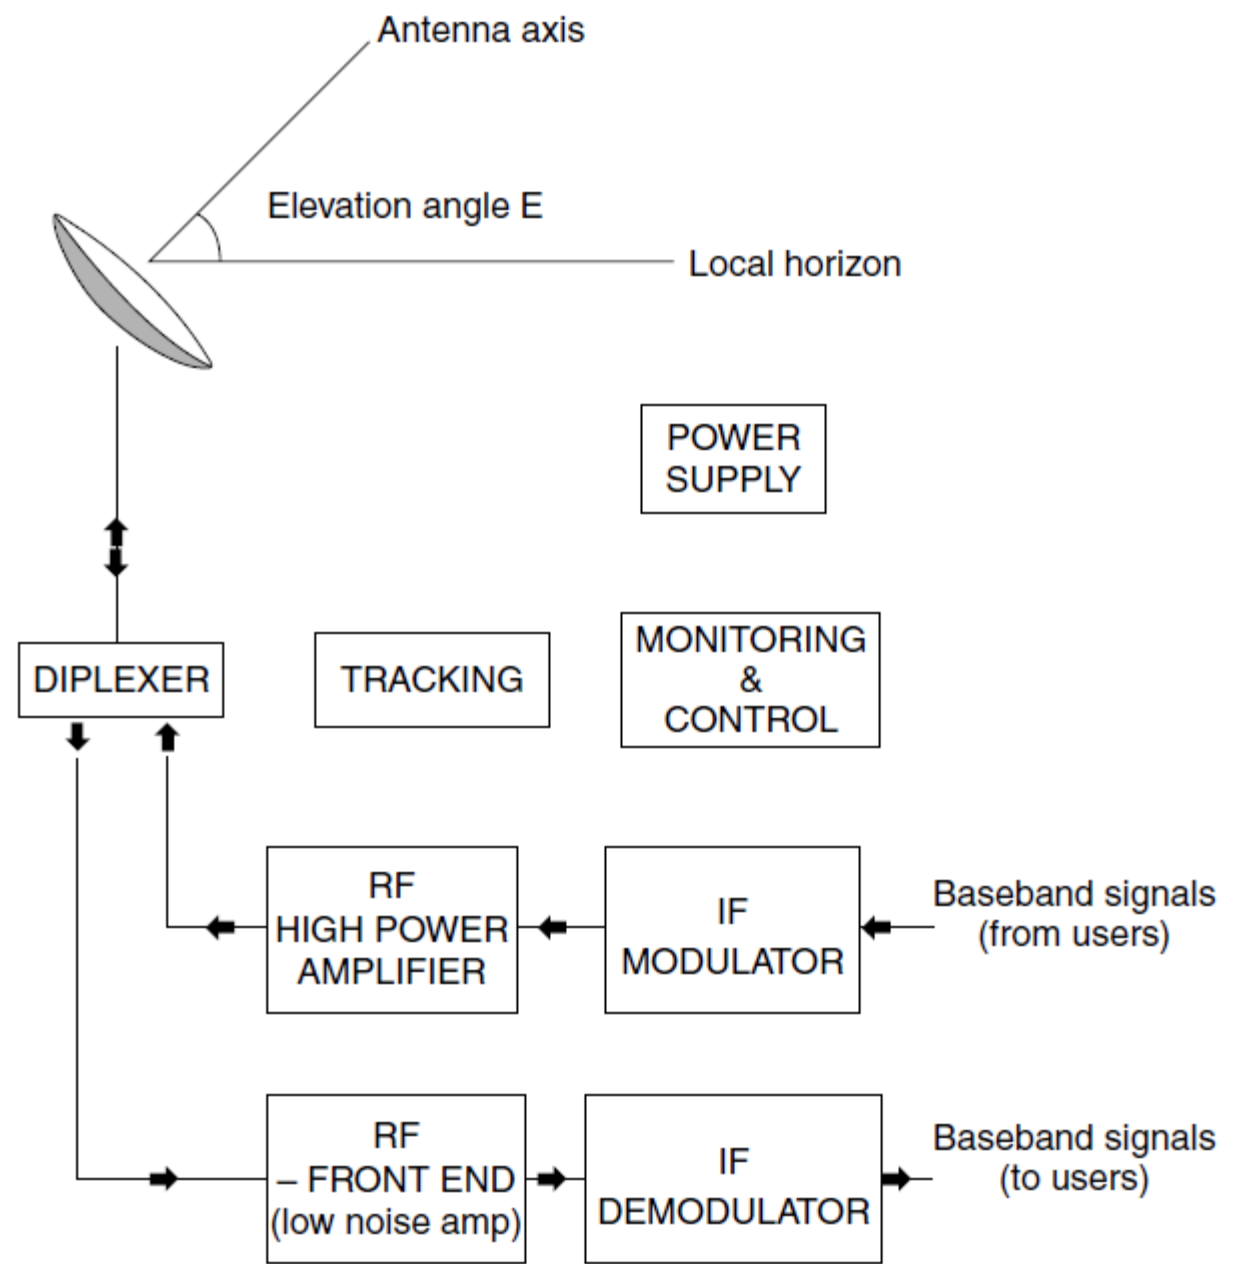 Antenna axis
Elevation angle E
Local horizon
POWER
SUPPLY
DIPLEXER
TRACKING
MONITORING
&
CONTROL
RF
HIGH POWER
AMPLIFIER
IF
MODULATOR
Baseband signals
(from users)
RF
– FRONT END
(low noise amp)
IF
DEMODULATOR
Baseband signals
(to users)